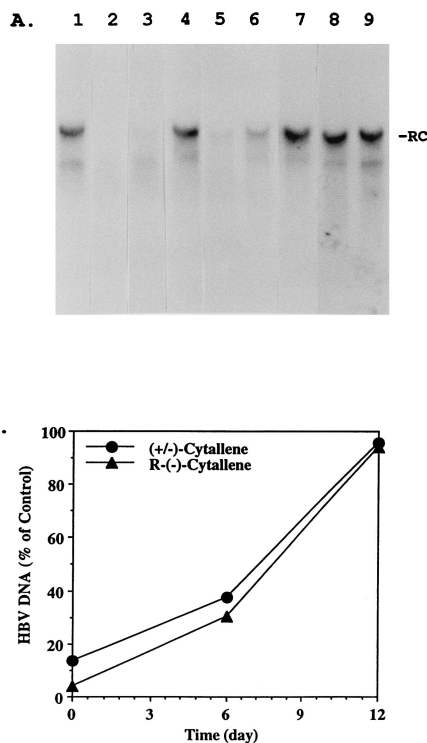 A. 1 2 3 4 5 6 7 8 9
-RC
.
100
(+/-)-Cytallene
R-(-)-Cytallene
80
60
40
20
0
HBV DNA (% of Control)
0 3 6 9 12
Time (day)